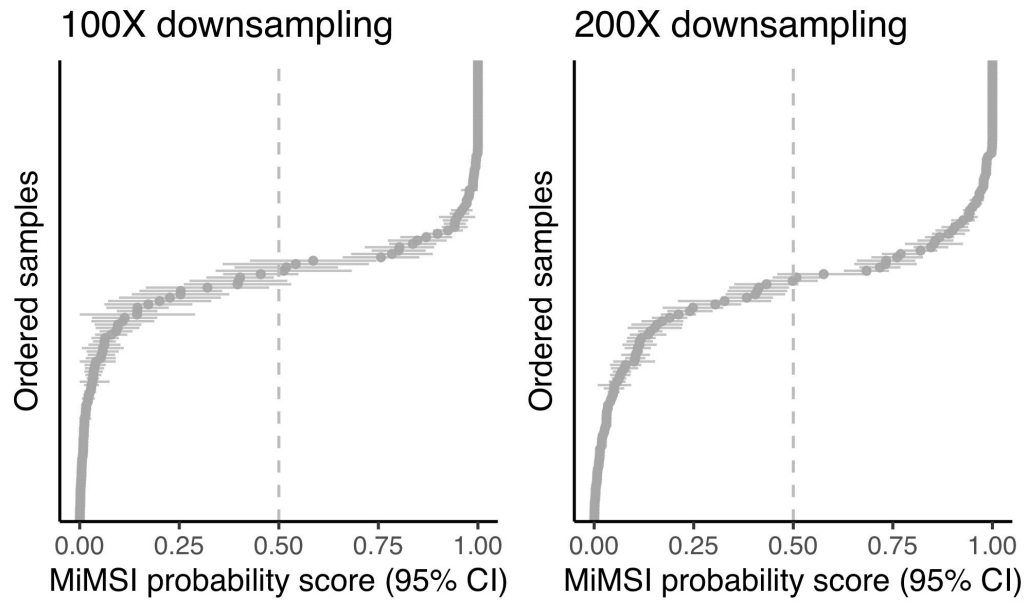 100X downsampling
Ordered samples
0.00 0.25 0.50 0.75 1.00
MiMSI probability score (95% CI)
200X downsampling
Ordered samples
0.00 0.25 0.50 0.75 1.00
MiMSI probability score (95% CI)